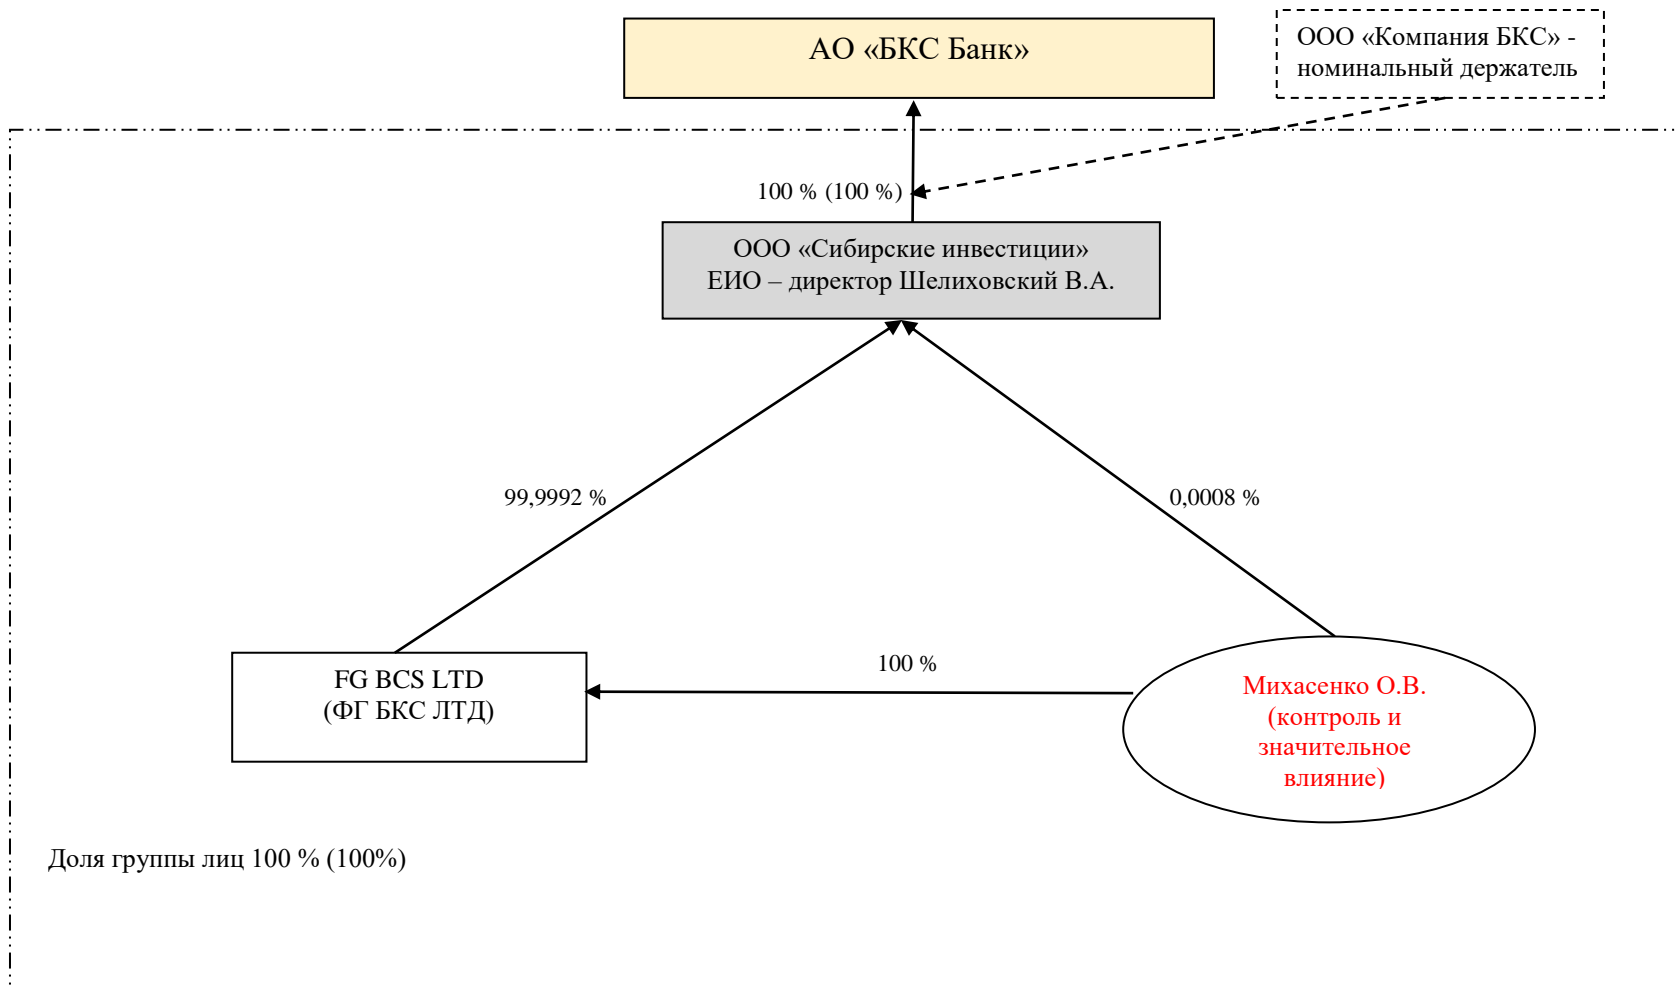 АО «БКС Банк»
ООО «Компания БКС» -
номинальный держатель
100 % (100 %)
ООО «Сибирские инвестиции»
ЕИО – директор Шелиховский В.А.
99,9992 %
0,0008 %
100 %
FG BCS LTD
(ФГ БКС ЛТД)
Михасенко О.В.
(контроль и
значительное
влияние)
Доля группы лиц 100 % (100%)